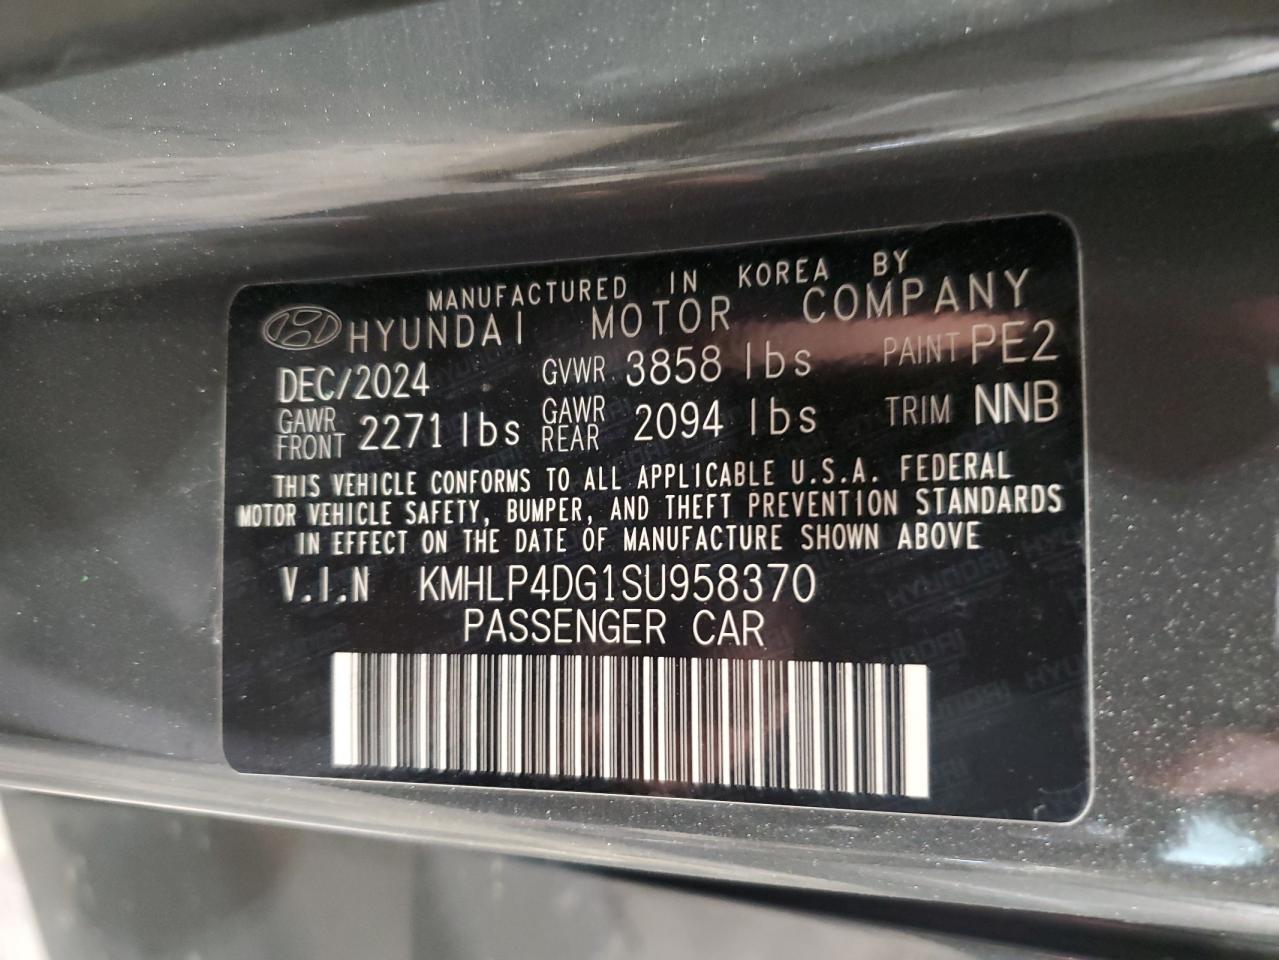 MANUFACTURED IN KOREA BY
HYUNDAI MOTOR COMPANY
DEC/2024 GVWR 3858 lbs PAINT PE2
GAWR FRONT 2271 lbs GAWR REAR 2094 lbs TRIM NNB
THIS VEHICLE CONFORMS TO ALL APPLICABLE U.S.A. FEDERAL
MOTOR VEHICLE SAFETY, BUMPER, AND THEFT PREVENTION STANDARDS
IN EFFECT ON THE DATE OF MANUFACTURE SHOWN ABOVE
V.I.N KMHLP4DG1SU958370
PASSENGER CAR